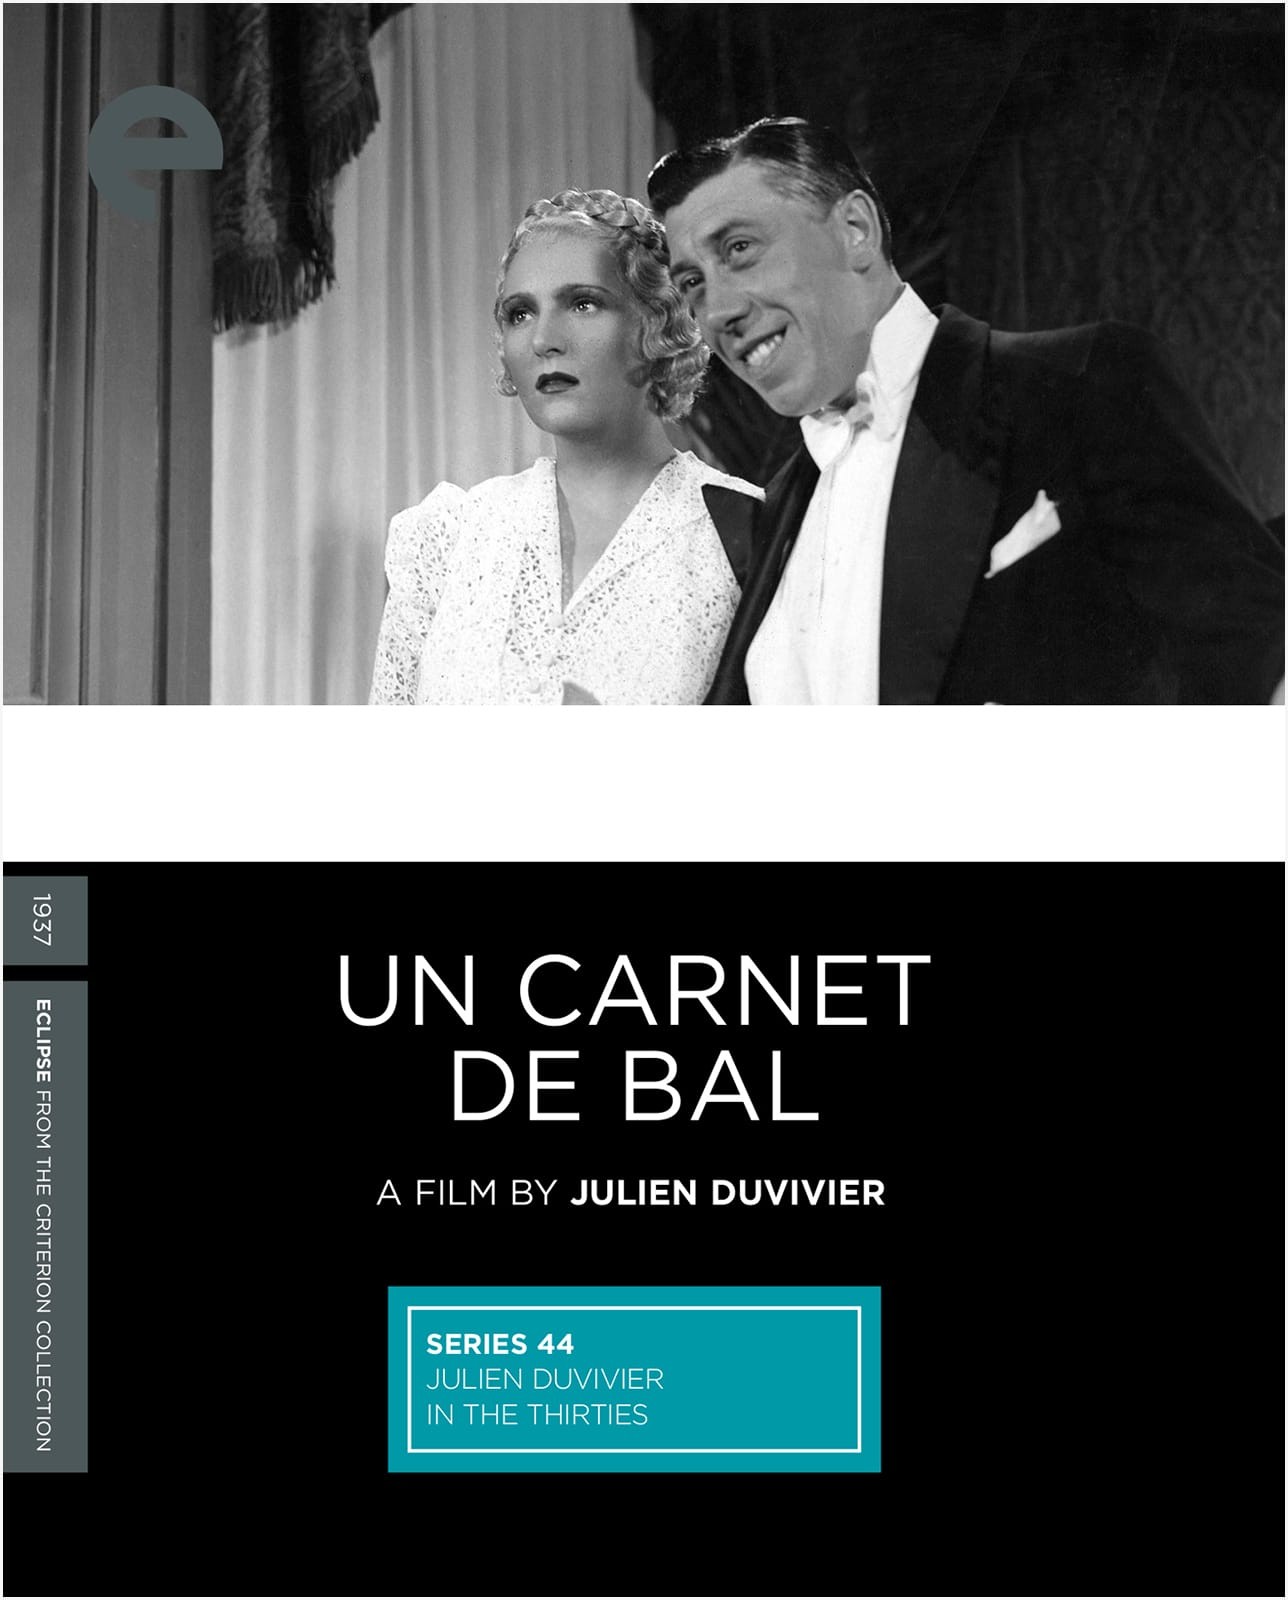 e
1937
ECLIPSE FROM THE CRITERION COLLECTION
UN CARNET
DE BAL
A FILM BY JULIEN DUVIVIER
SERIES 44
JULIEN DUVIVIER
IN THE THIRTIES